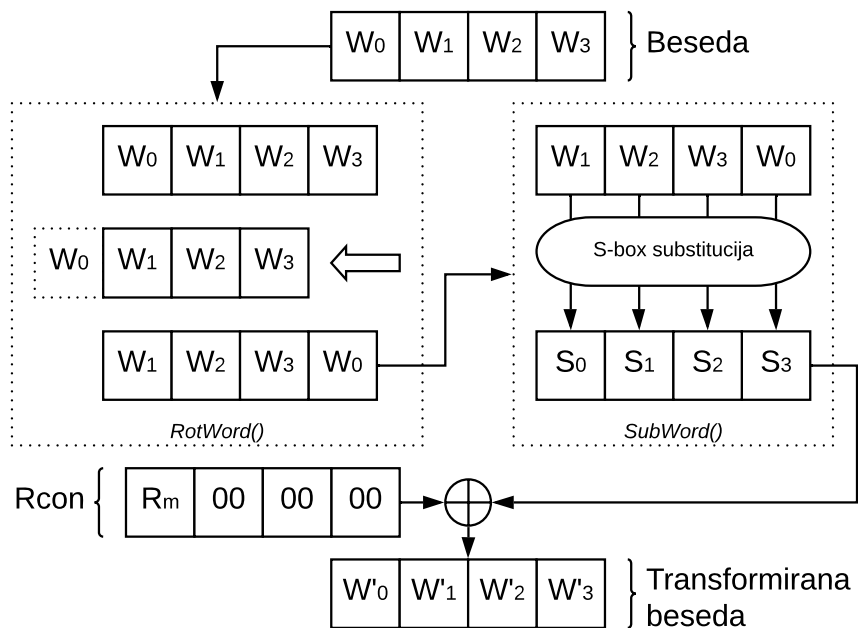 W0 W1 W2 W3 Beseda
W0 W1 W2 W3
W0 W1 W2 W3
W1 W2 W3 W0
RotWord()
W1 W2 W3 W0
S-box substitucija
S0 S1 S2 S3
SubWord()
Rcon Rm 00 00 00
W'0 W'1 W'2 W'3
Transformirana
beseda